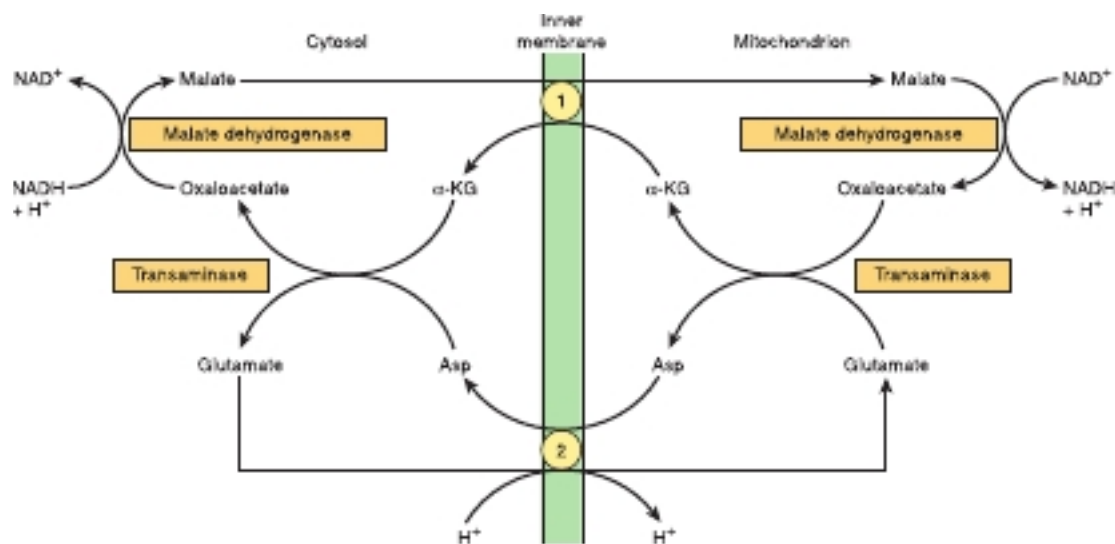 Inner
membrane
Cytosol
Mitochondrion
NAD⁺
Malate
Malate
NAD⁺
1
Malate dehydrogenase
Malate dehydrogenase
NADH
+ H⁺
Oxaloacetate
α-KG
α-KG
Oxaloacetate
NADH
+ H⁺
Transaminase
Transaminase
Glutamate
Asp
Asp
Glutamate
2
H⁺
H⁺